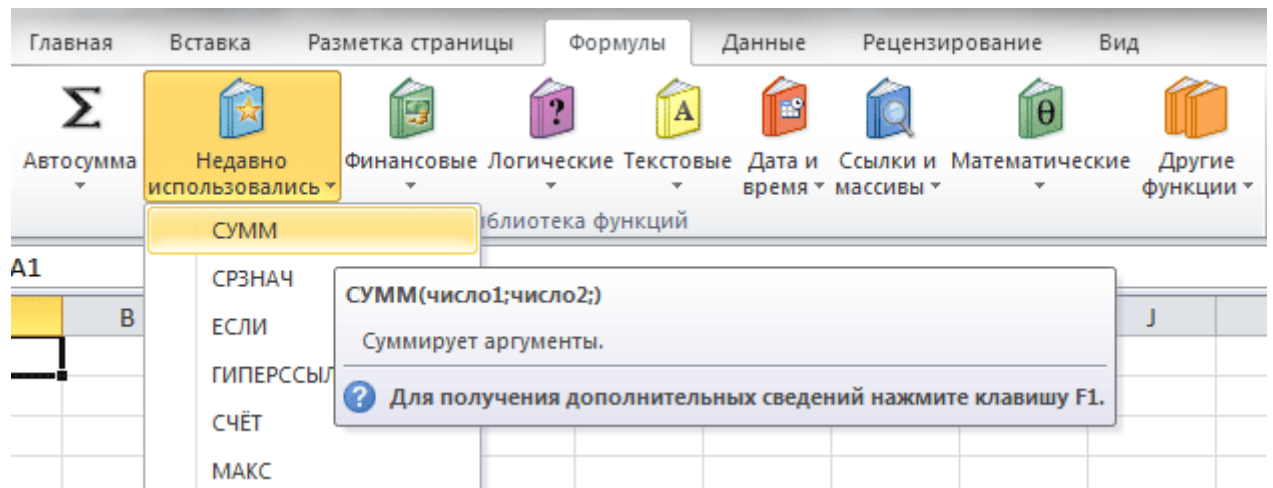 Главная Вставка Разметка страницы Формулы Данные Рецензирование Вид
Автосумма Недавно использовались Финансовые Логические Текстовые Дата и время Ссылки и массивы Математические Другие функции
СУММ
блиотека функций
A1
СРЗНАЧ
СУММ(число1;число2;)
B
ЕСЛИ
Суммирует аргументы.
J
ГИПЕРССЫЛ
Для получения дополнительных сведений нажмите клавишу F1.
СЧЁТ
МАКС